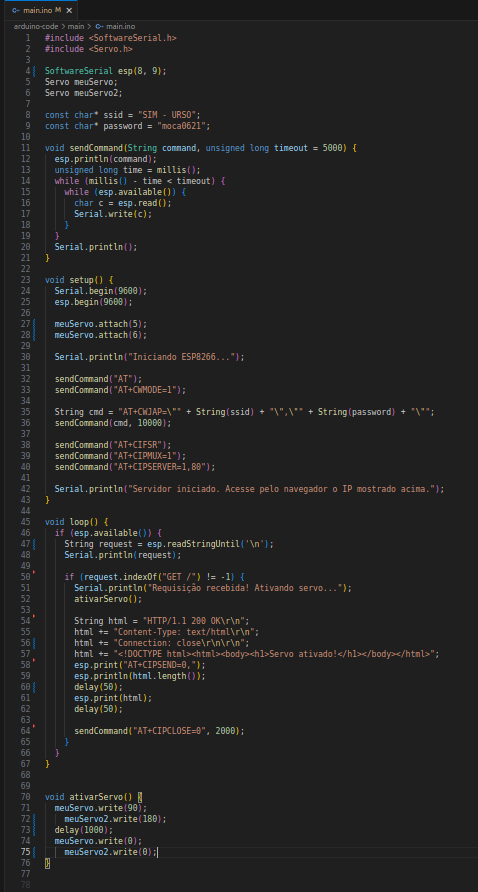 main.ino M ×
arduino-code > main > main.ino
1 #include <SoftwareSerial.h>
2 #include <Servo.h>
3
4 SoftwareSerial esp(8, 9);
5 Servo meuServo;
6 Servo meuServo2;
7
8 const char* ssid = "SIM - URSO";
9 const char* password = "moca0621";
10
11 void sendCommand(String command, unsigned long timeout = 5000) {
12   esp.println(command);
13   unsigned long time = millis();
14   while (millis() - time < timeout) {
15     while (esp.available()) {
16       char c = esp.read();
17       Serial.write(c);
18     }
19   }
20   Serial.println();
21 }
22
23 void setup() {
24   Serial.begin(9600);
25   esp.begin(9600);
26
27   meuServo.attach(5);
28   meuServo.attach(6);
29
30   Serial.println("Iniciando ESP8266...");
31
32   sendCommand("AT");
33   sendCommand("AT+CWMODE=1");
34
35   String cmd = "AT+CWJAP=\"" + String(ssid) + "\",\"" + String(password) + "\"";
36   sendCommand(cmd, 10000);
37
38   sendCommand("AT+CIFSR");
39   sendCommand("AT+CIPMUX=1");
40   sendCommand("AT+CIPSERVER=1,80");
41
42   Serial.println("Servidor iniciado. Acesse pelo navegador o IP mostrado acima.");
43 }
44
45 void loop() {
46   if (esp.available()) {
47     String request = esp.readStringUntil('\n');
48     Serial.println(request);
49
50     if (request.indexOf("GET /") != -1) {
51       Serial.println("Requisição recebida! Ativando servo...");
52       ativarServo();
53
54       String html = "HTTP/1.1 200 OK\r\n";
55       html += "Content-Type: text/html\r\n";
56       html += "Connection: close\r\n\r\n";
57       html += "<!DOCTYPE html><html><body><h1>Servo ativado!</h1></body></html>";
58       esp.print("AT+CIPSEND=0,");
59       esp.println(html.length());
60       delay(50);
61       esp.print(html);
62       delay(50);
63
64       sendCommand("AT+CIPCLOSE=0", 2000);
65     }
66   }
67 }
68
69
70 void ativarServo() {
71   meuServo.write(90);
72     meuServo2.write(180);
73   delay(1000);
74   meuServo.write(0);
75     meuServo2.write(0);
76 }
77
78